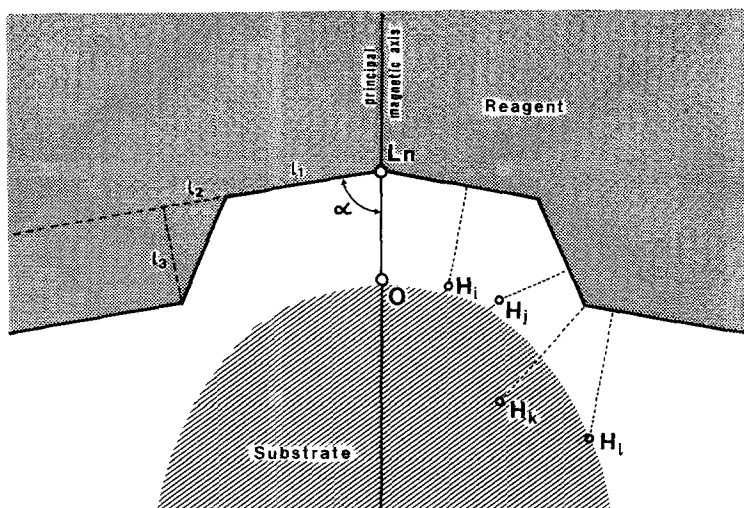 principal
magnetic axis
Reagent
Ln
l₁
l₂
α
l₃
O
Hᵢ
Hⱼ
Hₖ
Hₗ
Substrate